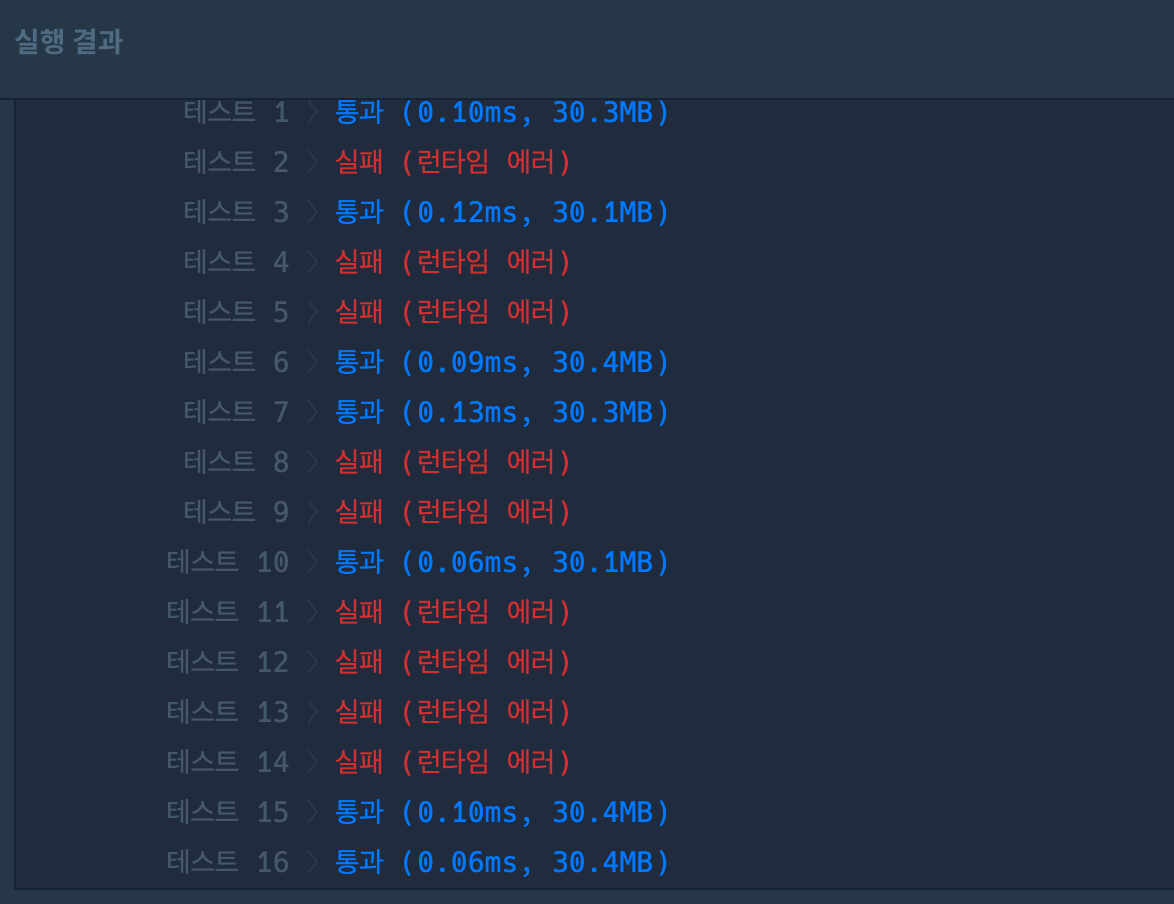 실행 결과
테스트 1 > 통과 (0.10ms, 30.3MB)
테스트 2 > 실패 (런타임 에러)
테스트 3 > 통과 (0.12ms, 30.1MB)
테스트 4 > 실패 (런타임 에러)
테스트 5 > 실패 (런타임 에러)
테스트 6 > 통과 (0.09ms, 30.4MB)
테스트 7 > 통과 (0.13ms, 30.3MB)
테스트 8 > 실패 (런타임 에러)
테스트 9 > 실패 (런타임 에러)
테스트 10 > 통과 (0.06ms, 30.1MB)
테스트 11 > 실패 (런타임 에러)
테스트 12 > 실패 (런타임 에러)
테스트 13 > 실패 (런타임 에러)
테스트 14 > 실패 (런타임 에러)
테스트 15 > 통과 (0.10ms, 30.4MB)
테스트 16 > 통과 (0.06ms, 30.4MB)